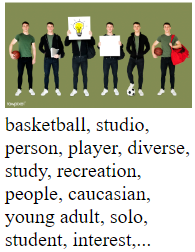 basketball, studio,
person, player, diverse,
study, recreation,
people, caucasian,
young adult, solo,
student, interest,...